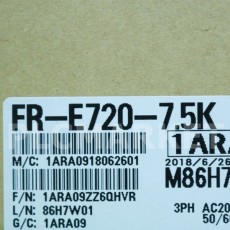 FR-E720-7.5K
1ARA
M/C: 1ARA0918062601
2018/6/26
M86H7
F/N: 1ARA09ZZ6QHVR
L/N: 86H7W01
3PH AC20
G/C: 1ARA09
50/60